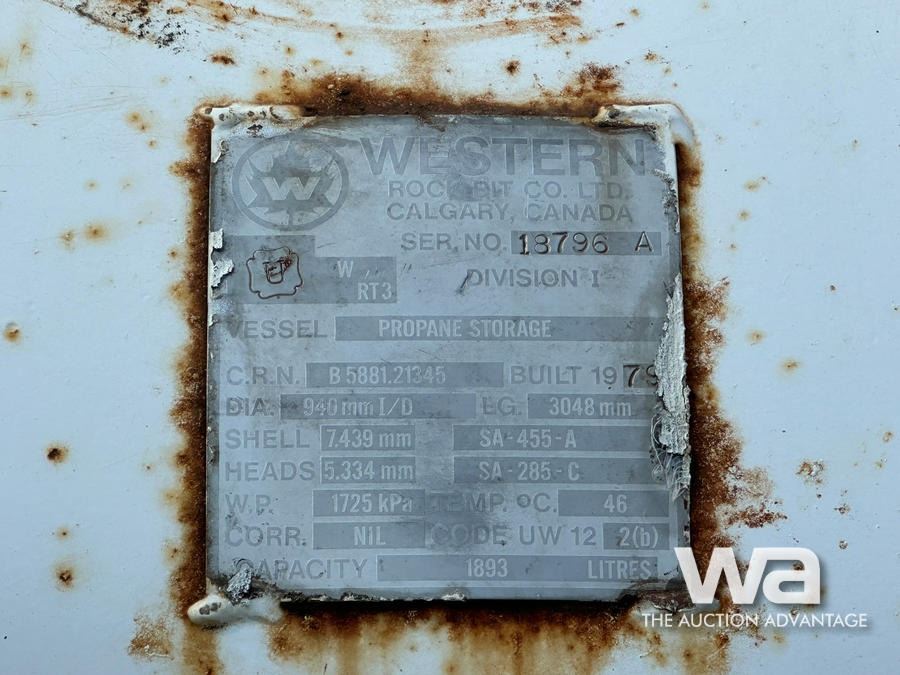 W
WESTERN
ROCK BIT CO. LTD.
CALGARY, CANADA
SER. NO. 18796 A
U
W
RT3
DIVISION I
VESSEL PROPANE STORAGE
C.R.N. B 5881.21345 BUILT 1979
DIA. 940 mm I/D LG. 3048 mm
SHELL 7.439 mm SA-455-A
HEADS 5.334 mm SA-285-C
W.P. 1725 kPa TEMP. °C. 46
CORR. NiL CODE UW 12 2(b)
CAPACITY 1893 LITRES
wa
THE AUCTION ADVANTAGE